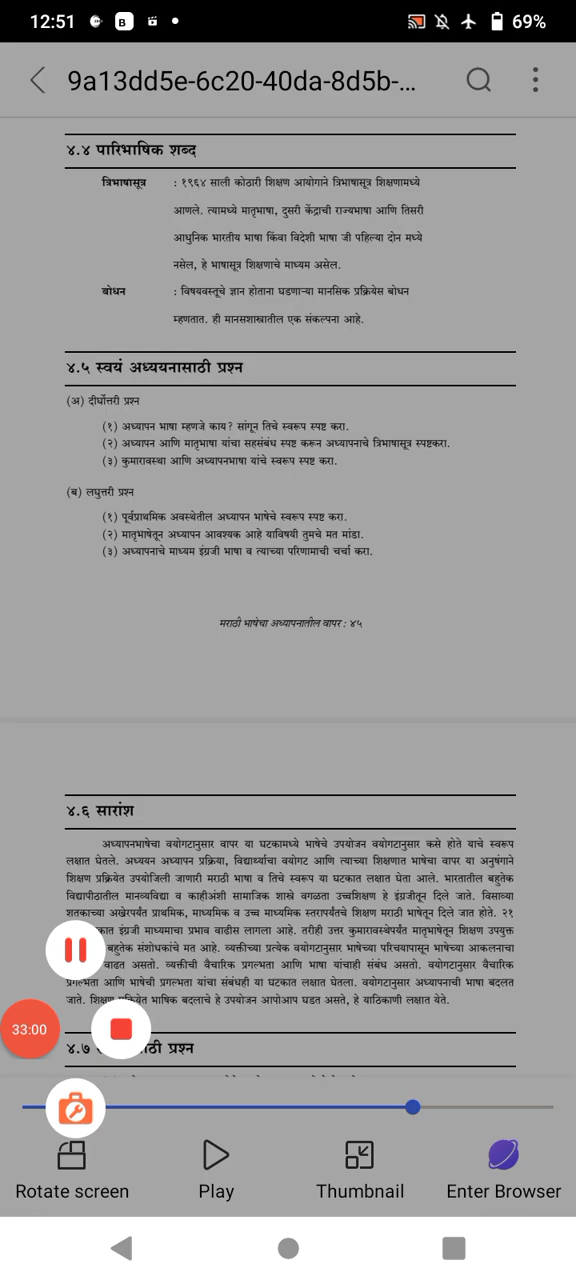 12:51
B
69%
9a13dd5e-6c20-40da-8d5b-...
४.४ पारिभाषिक शब्द
त्रिभाषासूत्र : १९६४ साली कोठारी शिक्षण आयोगाने त्रिभाषासूत्र शिक्षणामध्ये
आणले. त्यामध्ये मातृभाषा, दुसरी केंद्राची राज्यभाषा आणि तिसरी
आधुनिक भारतीय भाषा किंवा विदेशी भाषा जी पहिल्या दोन मध्ये
नसेल, हे भाषासूत्र शिक्षणाचे माध्यम असेल.
बोधन : विषयवस्तूचे ज्ञान होताना घडणाऱ्या मानसिक प्रक्रियेस बोधन
म्हणतात. ही मानसशास्त्रातील एक संकल्पना आहे.
४.५ स्वयं अध्ययनासाठी प्रश्न
(अ) दीर्घोत्तरी प्रश्न
(१) अध्यापन भाषा म्हणजे काय? सांगून तिचे स्वरूप स्पष्ट करा.
(२) अध्यापन आणि मातृभाषा यांचा सहसंबंध स्पष्ट करून अध्यापनाचे त्रिभाषासूत्र स्पष्टकरा.
(३) कुमारावस्था आणि अध्यापनभाषा यांचे स्वरूप स्पष्ट करा.
(ब) लघुत्तरी प्रश्न
(१) पूर्वप्राथमिक अवस्थेतील अध्यापन भाषेचे स्वरूप स्पष्ट करा.
(२) मातृभाषेतून अध्यापन आवश्यक आहे याविषयी तुमचे मत मांडा.
(३) अध्यापनाचे माध्यम इंग्रजी भाषा व त्याच्या परिणामाची चर्चा करा.
मराठी भाषेचा अध्यापनातील वापर : ४५
४.६ सारांश
अध्यापनभाषेचा वयोगटानुसार वापर या घटकामध्ये भाषेचे उपयोजन वयोगटानुसार कसे होते याचे स्वरूप
लक्षात घेतले. अध्ययन अध्यापन प्रक्रिया, विद्यार्थ्याचा वयोगट आणि त्याच्या शिक्षणात भाषेचा वापर या अनुषंगाने
शिक्षण प्रक्रियेत उपयोजिली जाणारी मराठी भाषा व तिचे स्वरूप या घटकात लक्षात घेता आले. भारतातील बहुतेक
विद्यापीठातील मानव्यविद्या व काहीअंशी सामाजिक शास्त्रे वगळता उच्चशिक्षण हे इंग्रजीतून दिले जाते. विसाव्या
शतकाच्या अखेरपर्यंत प्राथमिक, माध्यमिक व उच्च माध्यमिक स्तरापर्यंतचे शिक्षण मराठी भाषेतून दिले जात होते. २१
कात इंग्रजी माध्यमाचा प्रभाव वाढीस लागला आहे. तरीही उत्तर कुमारावस्थेपर्यंत मातृभाषेतून शिक्षण उपयुक्त
बहुतेक संशोधकांचे मत आहे. व्यक्तीच्या प्रत्येक वयोगटानुसार भाषेच्या परिचयापासून भाषेच्या आकलनाचा
वाढत असतो. व्यक्तीची वैचारिक प्रगल्भता आणि भाषा यांचाही संबंध असतो. वयोगटानुसार वैचारिक
प्रगल्भता आणि भाषेची प्रगल्भता यांचा संबंधही या घटकात लक्षात घेतला. वयोगटानुसार अध्यापनाची भाषा बदलत
जाते. शिक्षण प्रक्रियेत भाषिक बदलाचे हे उपयोजन आपोआप घडत असते, हे याठिकाणी लक्षात येते.
33:00
४.७ साठी प्रश्न
Rotate screen
Play
Thumbnail
Enter Browser